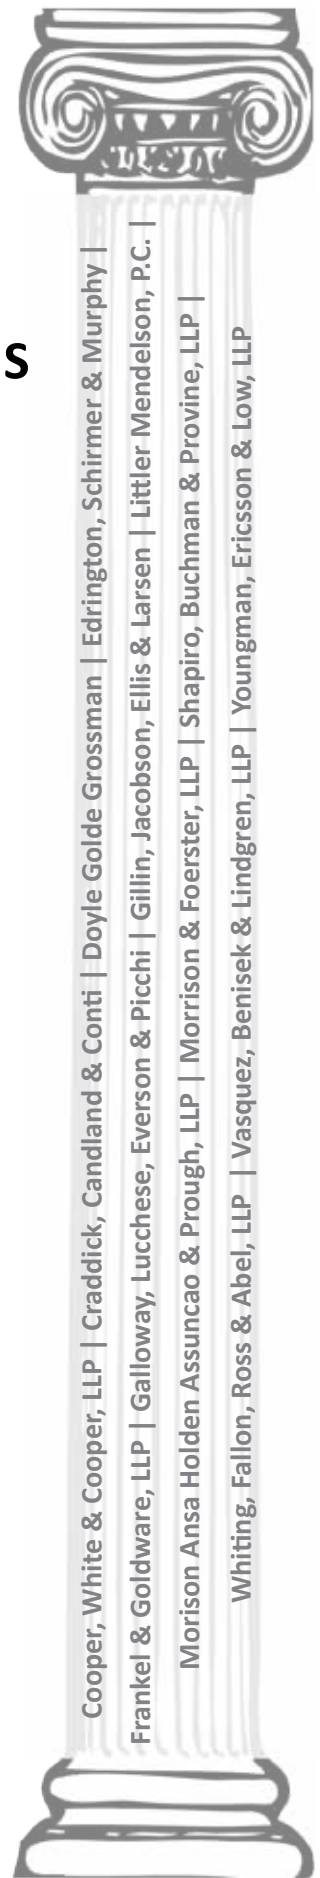 s
Cooper, White & Cooper, LLP | Craddick, Candland & Conti | Doyle Golde Grossman | Edrington, Schirmer & Murphy |
Frankel & Goldware, LLP | Galloway, Lucchese, Everson & Picchi | Gillin, Jacobson, Ellis & Larsen | Littler Mendelson, P.C. |
Morison Ansa Holden Assuncao & Prough, LLP | Morrison & Foerster, LLP | Shapiro, Buchman & Provine, LLP |
Whiting, Fallon, Ross & Abel, LLP | Vasquez, Benisek & Lindgren, LLP | Youngman, Ericsson & Low, LLP